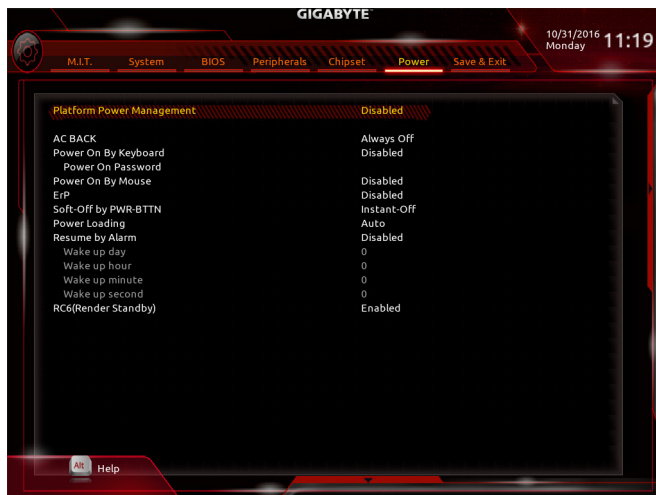 GIGABYTE™
10/31/2016 11:19
Monday
M.I.T. System BIOS Peripherals Chipset Power Save & Exit
Platform Power Management Disabled
AC BACK Always Off
Power On By Keyboard Disabled
Power On Password
Power On By Mouse Disabled
ErP Disabled
Soft-Off by PWR-BTTN Instant-Off
Power Loading Auto
Resume by Alarm Disabled
Wake up day 0
Wake up hour 0
Wake up minute 0
Wake up second 0
RC6(Render Standby) Enabled
Alt Help